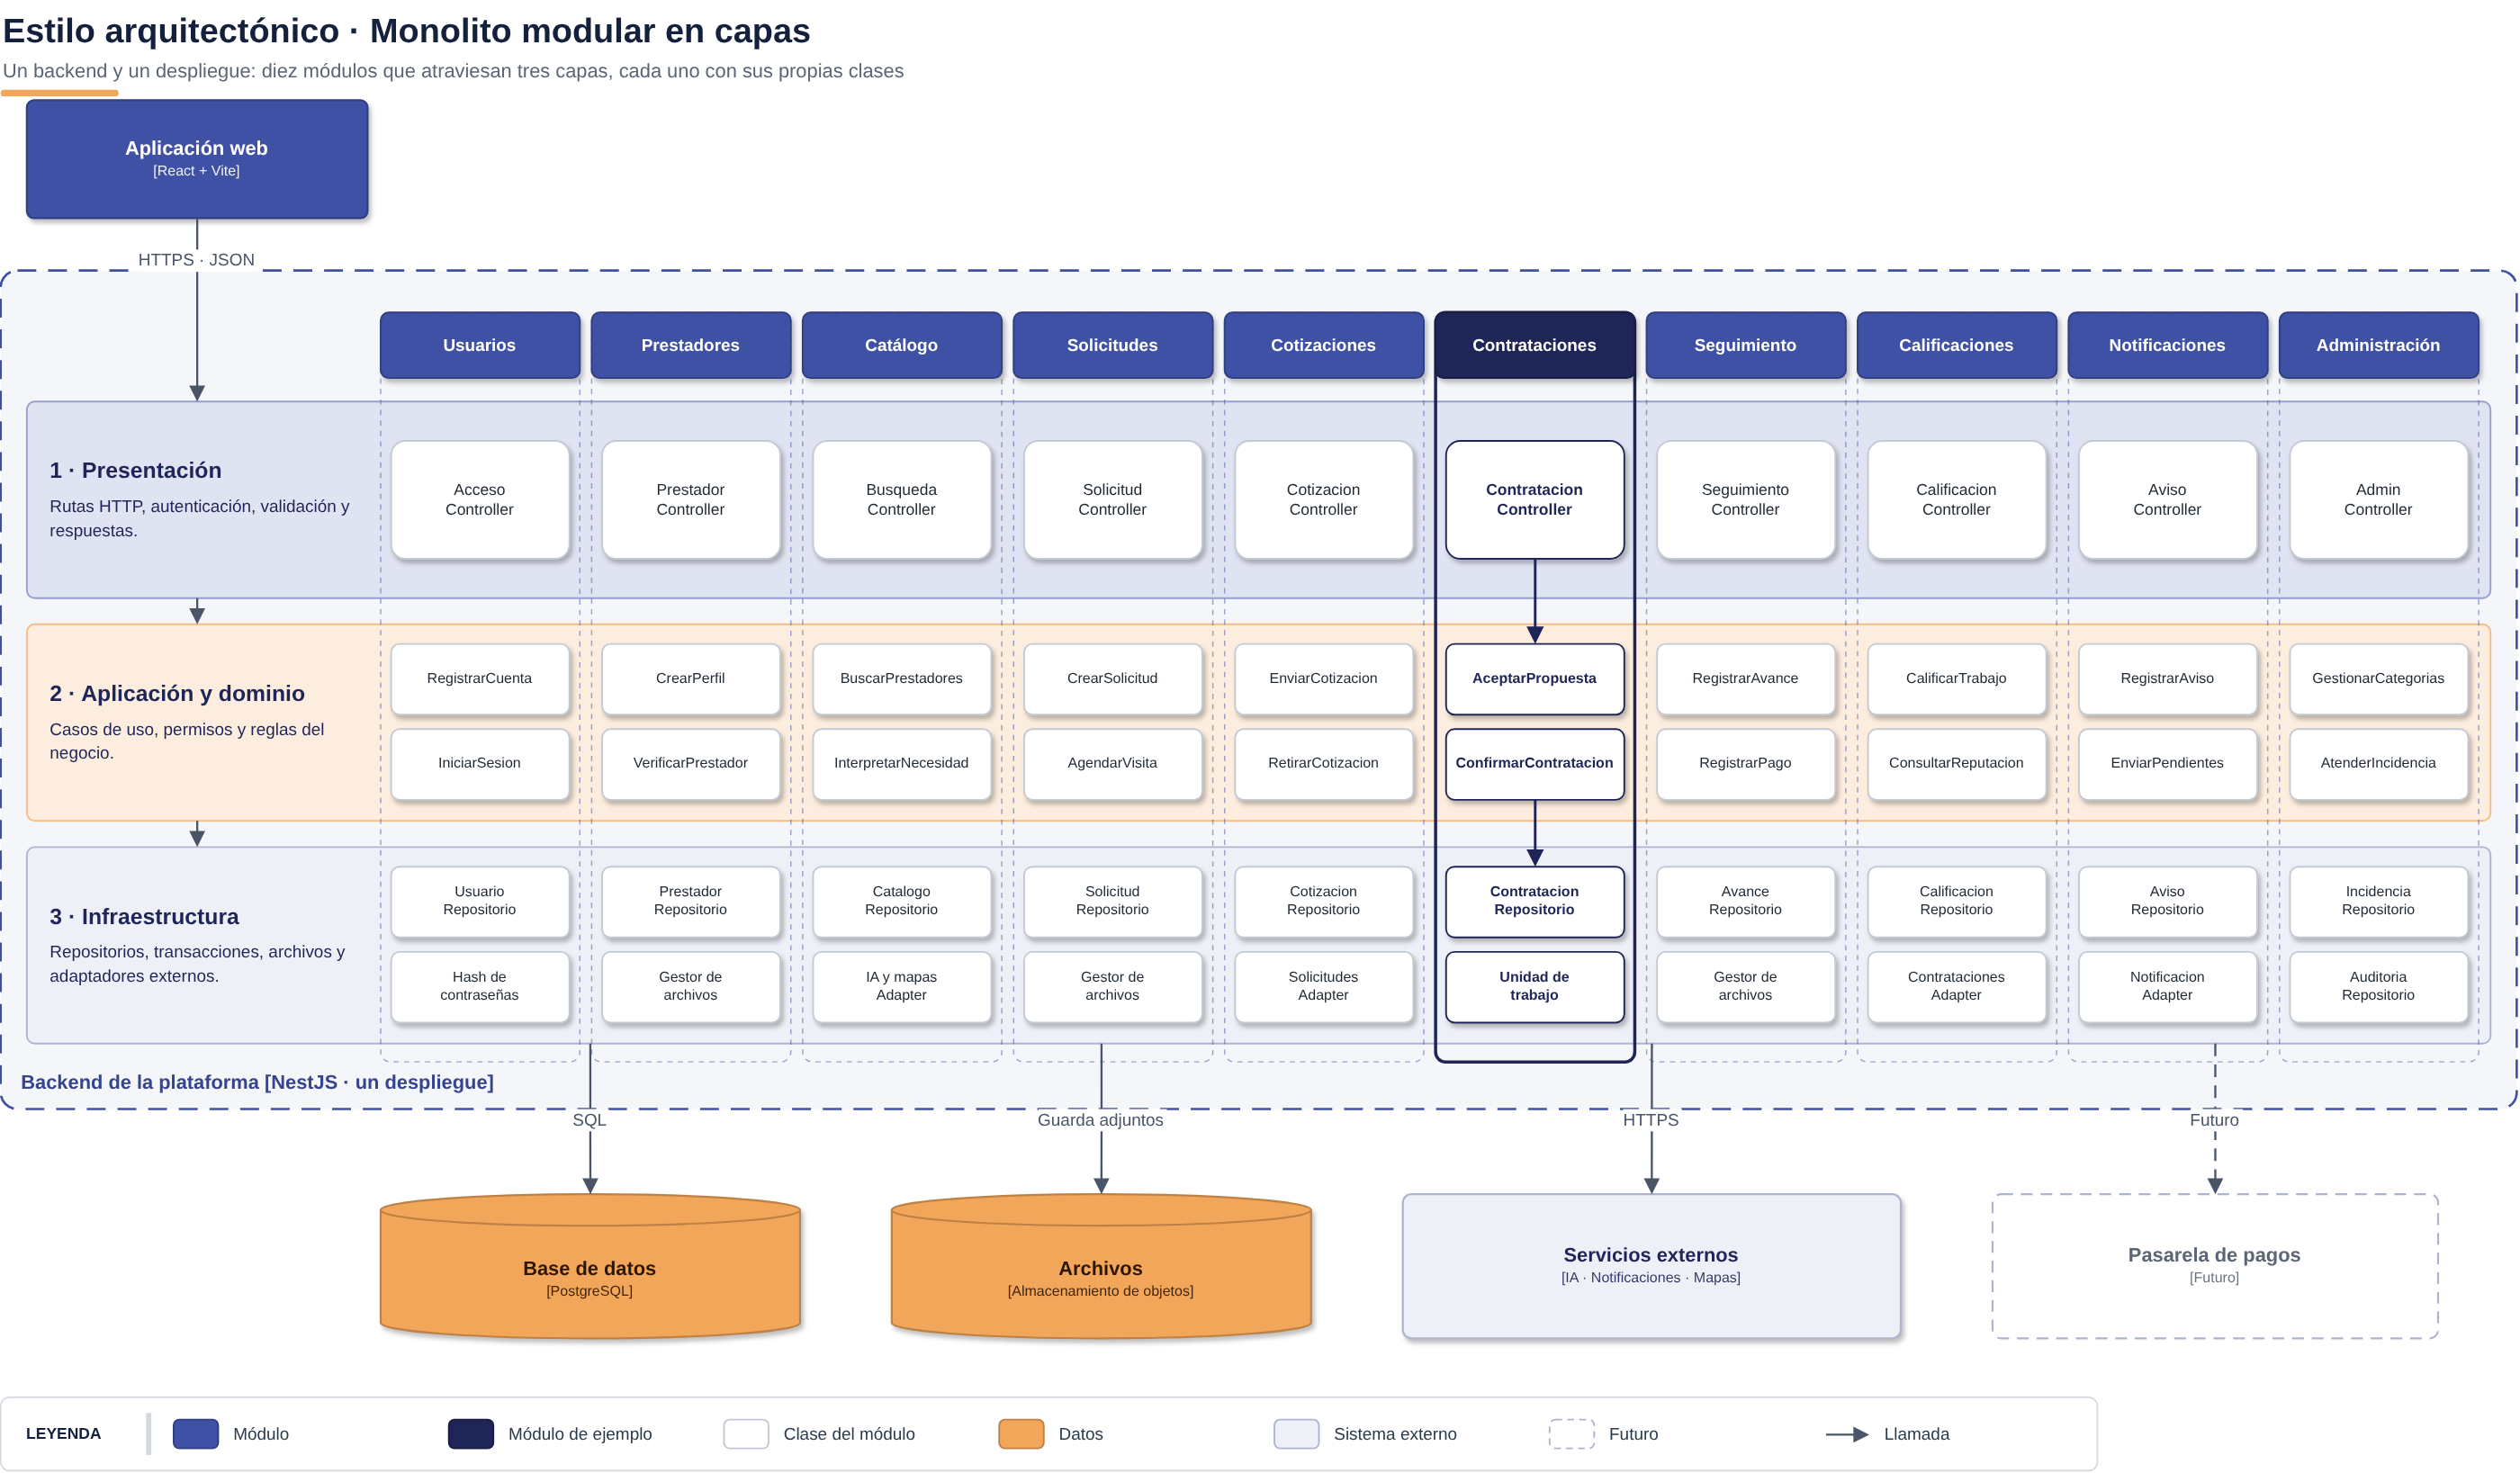 Estilo arquitectónico · Monolito modular en capas
Un backend y un despliegue: diez módulos que atraviesan tres capas, cada uno con sus propias clases
Aplicación web
[React + Vite]
HTTPS · JSON
Usuarios
Prestadores
Catálogo
Solicitudes
Cotizaciones
Contrataciones
Seguimiento
Calificaciones
Notificaciones
Administración
1 · Presentación
Rutas HTTP, autenticación, validación y
respuestas.
Acceso
Controller
Prestador
Controller
Busqueda
Controller
Solicitud
Controller
Cotizacion
Controller
Contratacion
Controller
Seguimiento
Controller
Calificacion
Controller
Aviso
Controller
Admin
Controller
2 · Aplicación y dominio
Casos de uso, permisos y reglas del
negocio.
RegistrarCuenta
CrearPerfil
BuscarPrestadores
CrearSolicitud
EnviarCotizacion
AceptarPropuesta
RegistrarAvance
CalificarTrabajo
RegistrarAviso
GestionarCategorias
IniciarSesion
VerificarPrestador
InterpretarNecesidad
AgendarVisita
RetirarCotizacion
ConfirmarContratacion
RegistrarPago
ConsultarReputacion
EnviarPendientes
AtenderIncidencia
3 · Infraestructura
Repositorios, transacciones, archivos y
adaptadores externos.
Usuario
Repositorio
Prestador
Repositorio
Catalogo
Repositorio
Solicitud
Repositorio
Cotizacion
Repositorio
Contratacion
Repositorio
Avance
Repositorio
Calificacion
Repositorio
Aviso
Repositorio
Incidencia
Repositorio
Hash de
contraseñas
Gestor de
archivos
IA y mapas
Adapter
Gestor de
archivos
Solicitudes
Adapter
Unidad de
trabajo
Gestor de
archivos
Contrataciones
Adapter
Notificacion
Adapter
Auditoria
Repositorio
Backend de la plataforma [NestJS · un despliegue]
SQL
Guarda adjuntos
HTTPS
Futuro
Base de datos
[PostgreSQL]
Archivos
[Almacenamiento de objetos]
Servicios externos
[IA · Notificaciones · Mapas]
Pasarela de pagos
[Futuro]
LEYENDA
Módulo
Módulo de ejemplo
Clase del módulo
Datos
Sistema externo
Futuro
Llamada